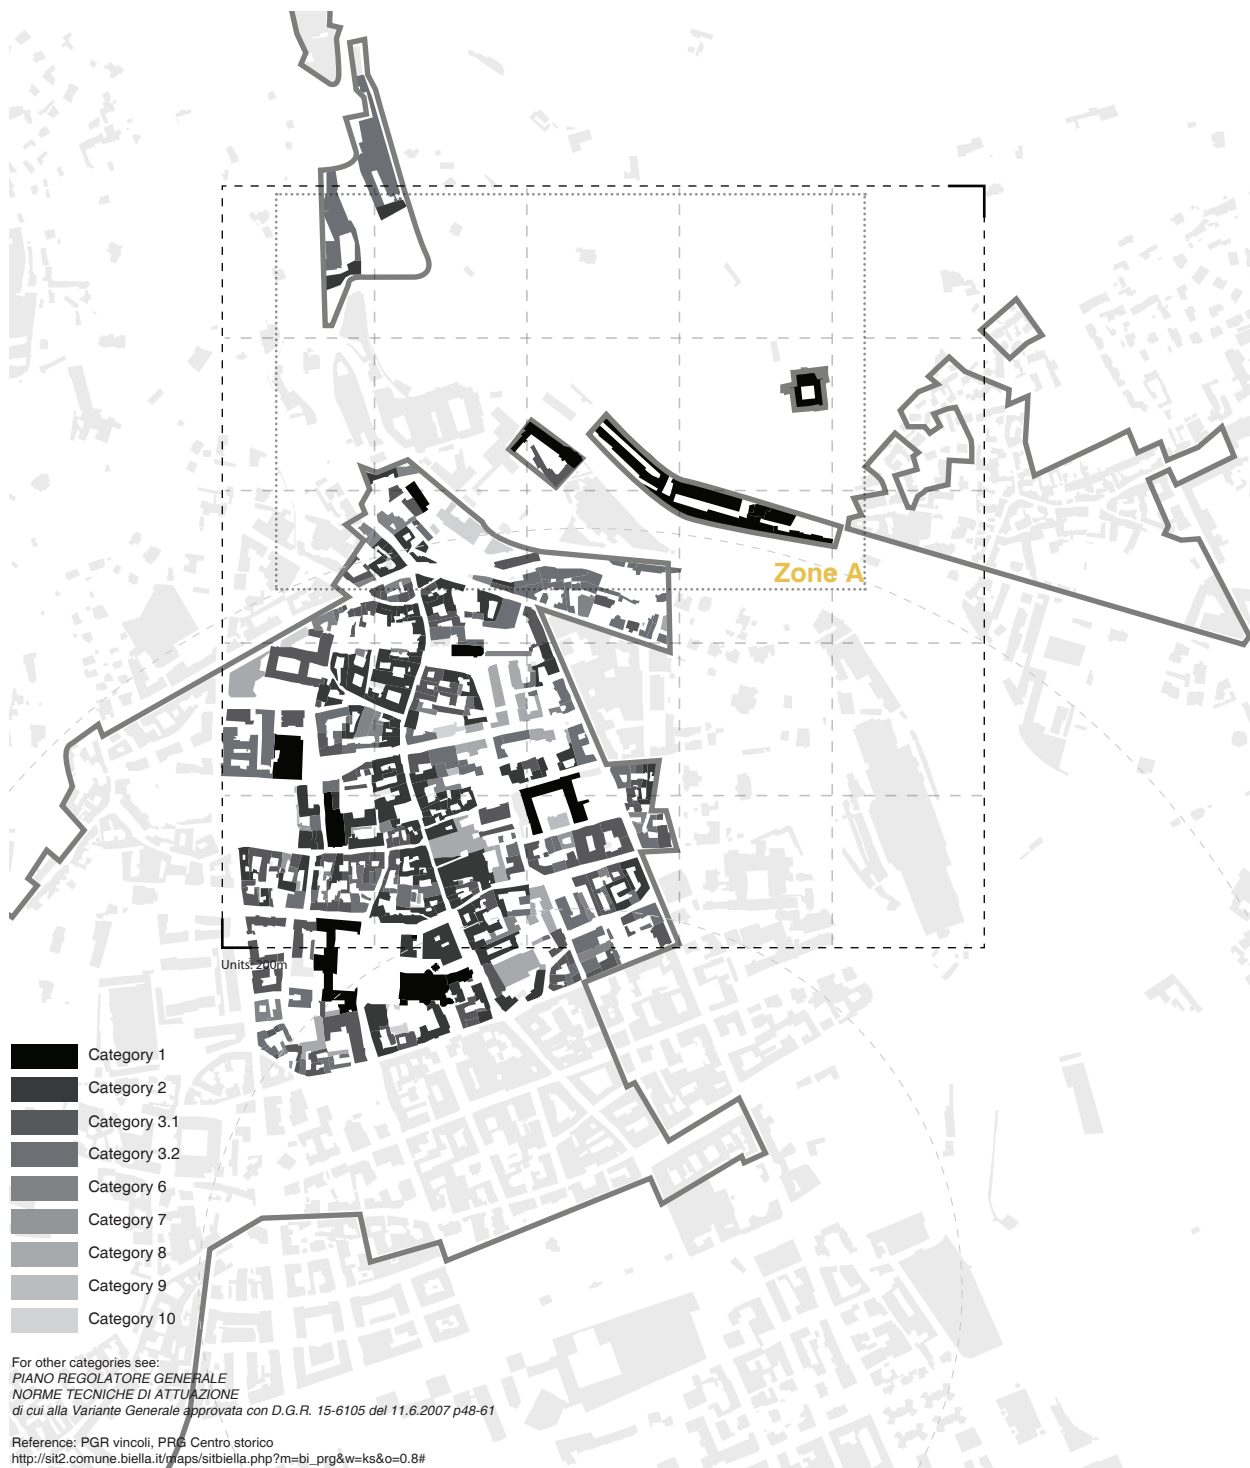 Zone A
Units: 200m
Category 1
Category 2
Category 3.1
Category 3.2
Category 6
Category 7
Category 8
Category 9
Category 10
For other categories see:
PIANO REGOLATORE GENERALE
NORME TECNICHE DI ATTUAZIONE
di cui alla Variante Generale approvata con D.G.R. 15-6105 del 11.6.2007 p48-61
Reference: PGR vincoli, PRG Centro storico
http://sit2.comune.biella.it/maps/sitbiella.php?m=bi_prg&w=ks&o=0.8#